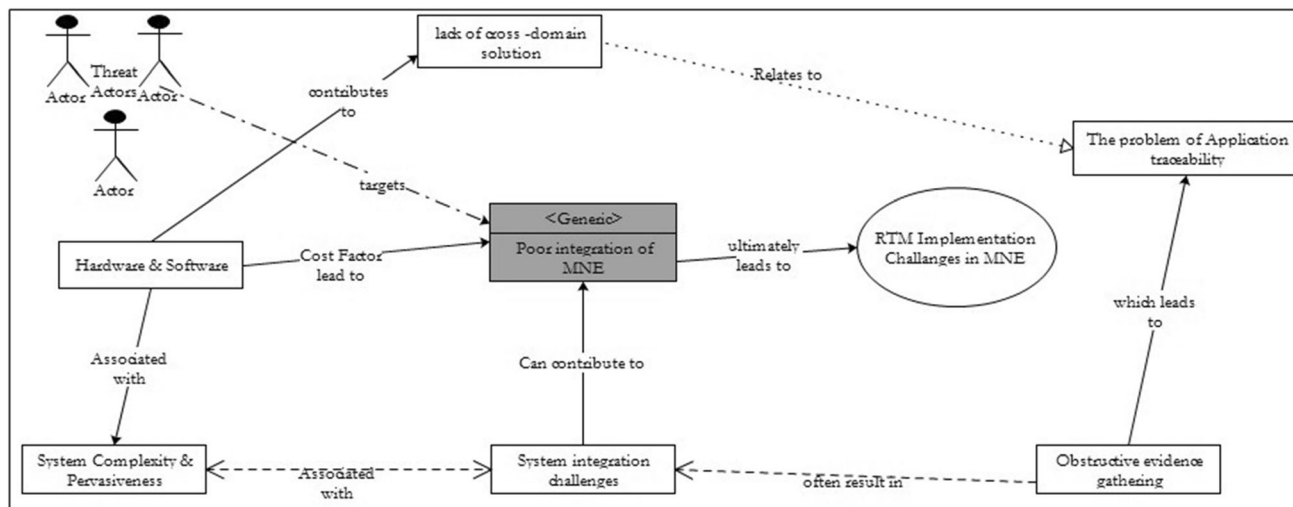 lack of cross -domain
solution
Threat
Actors
Actor
Actor
Actor
contributes
to
Relates to
The problem of Application
traceability
targets
<Generic>
Poor integration of
MNE
Hardware & Software
Cost Factor
lead to
ultimately
leads to
RTM Implementation
Challanges in MNE
which leads
to
Associated
with
Can contribute to
System Complexity &
Pervasiveness
Associated
with
System integration
challenges
often result in
Obstructive evidence
gathering